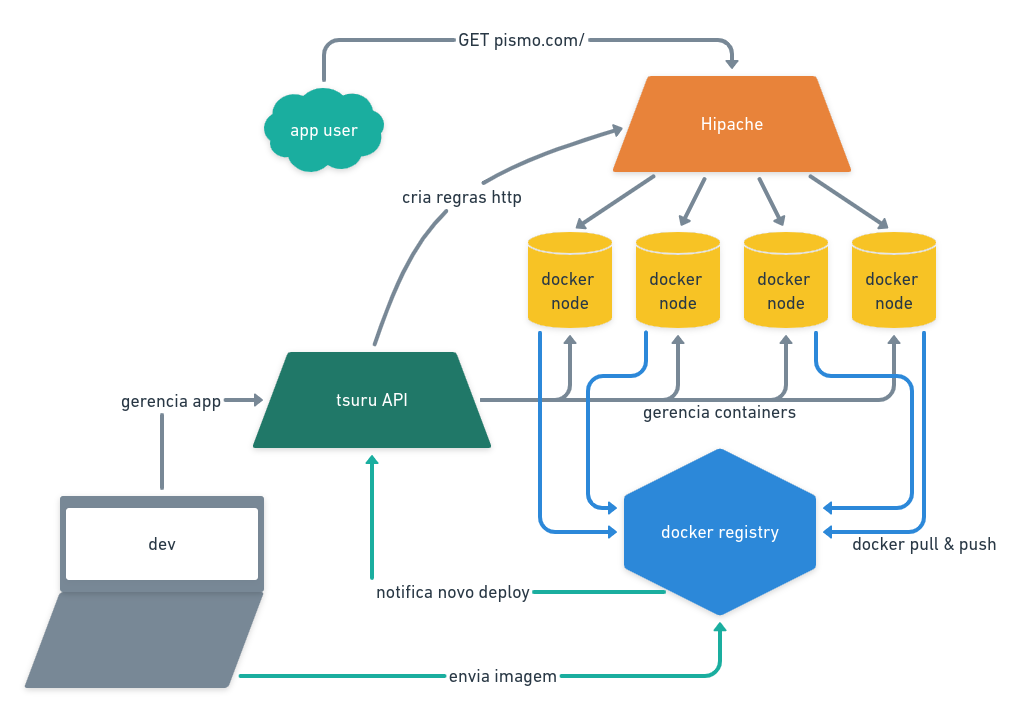 GET pismo.com/
app user
Hipache
cria regras http
docker
node
docker
node
docker
node
docker
node
gerencia app
tsuru API
gerencia containers
dev
docker registry
docker pull & push
notifica novo deploy
envia imagem